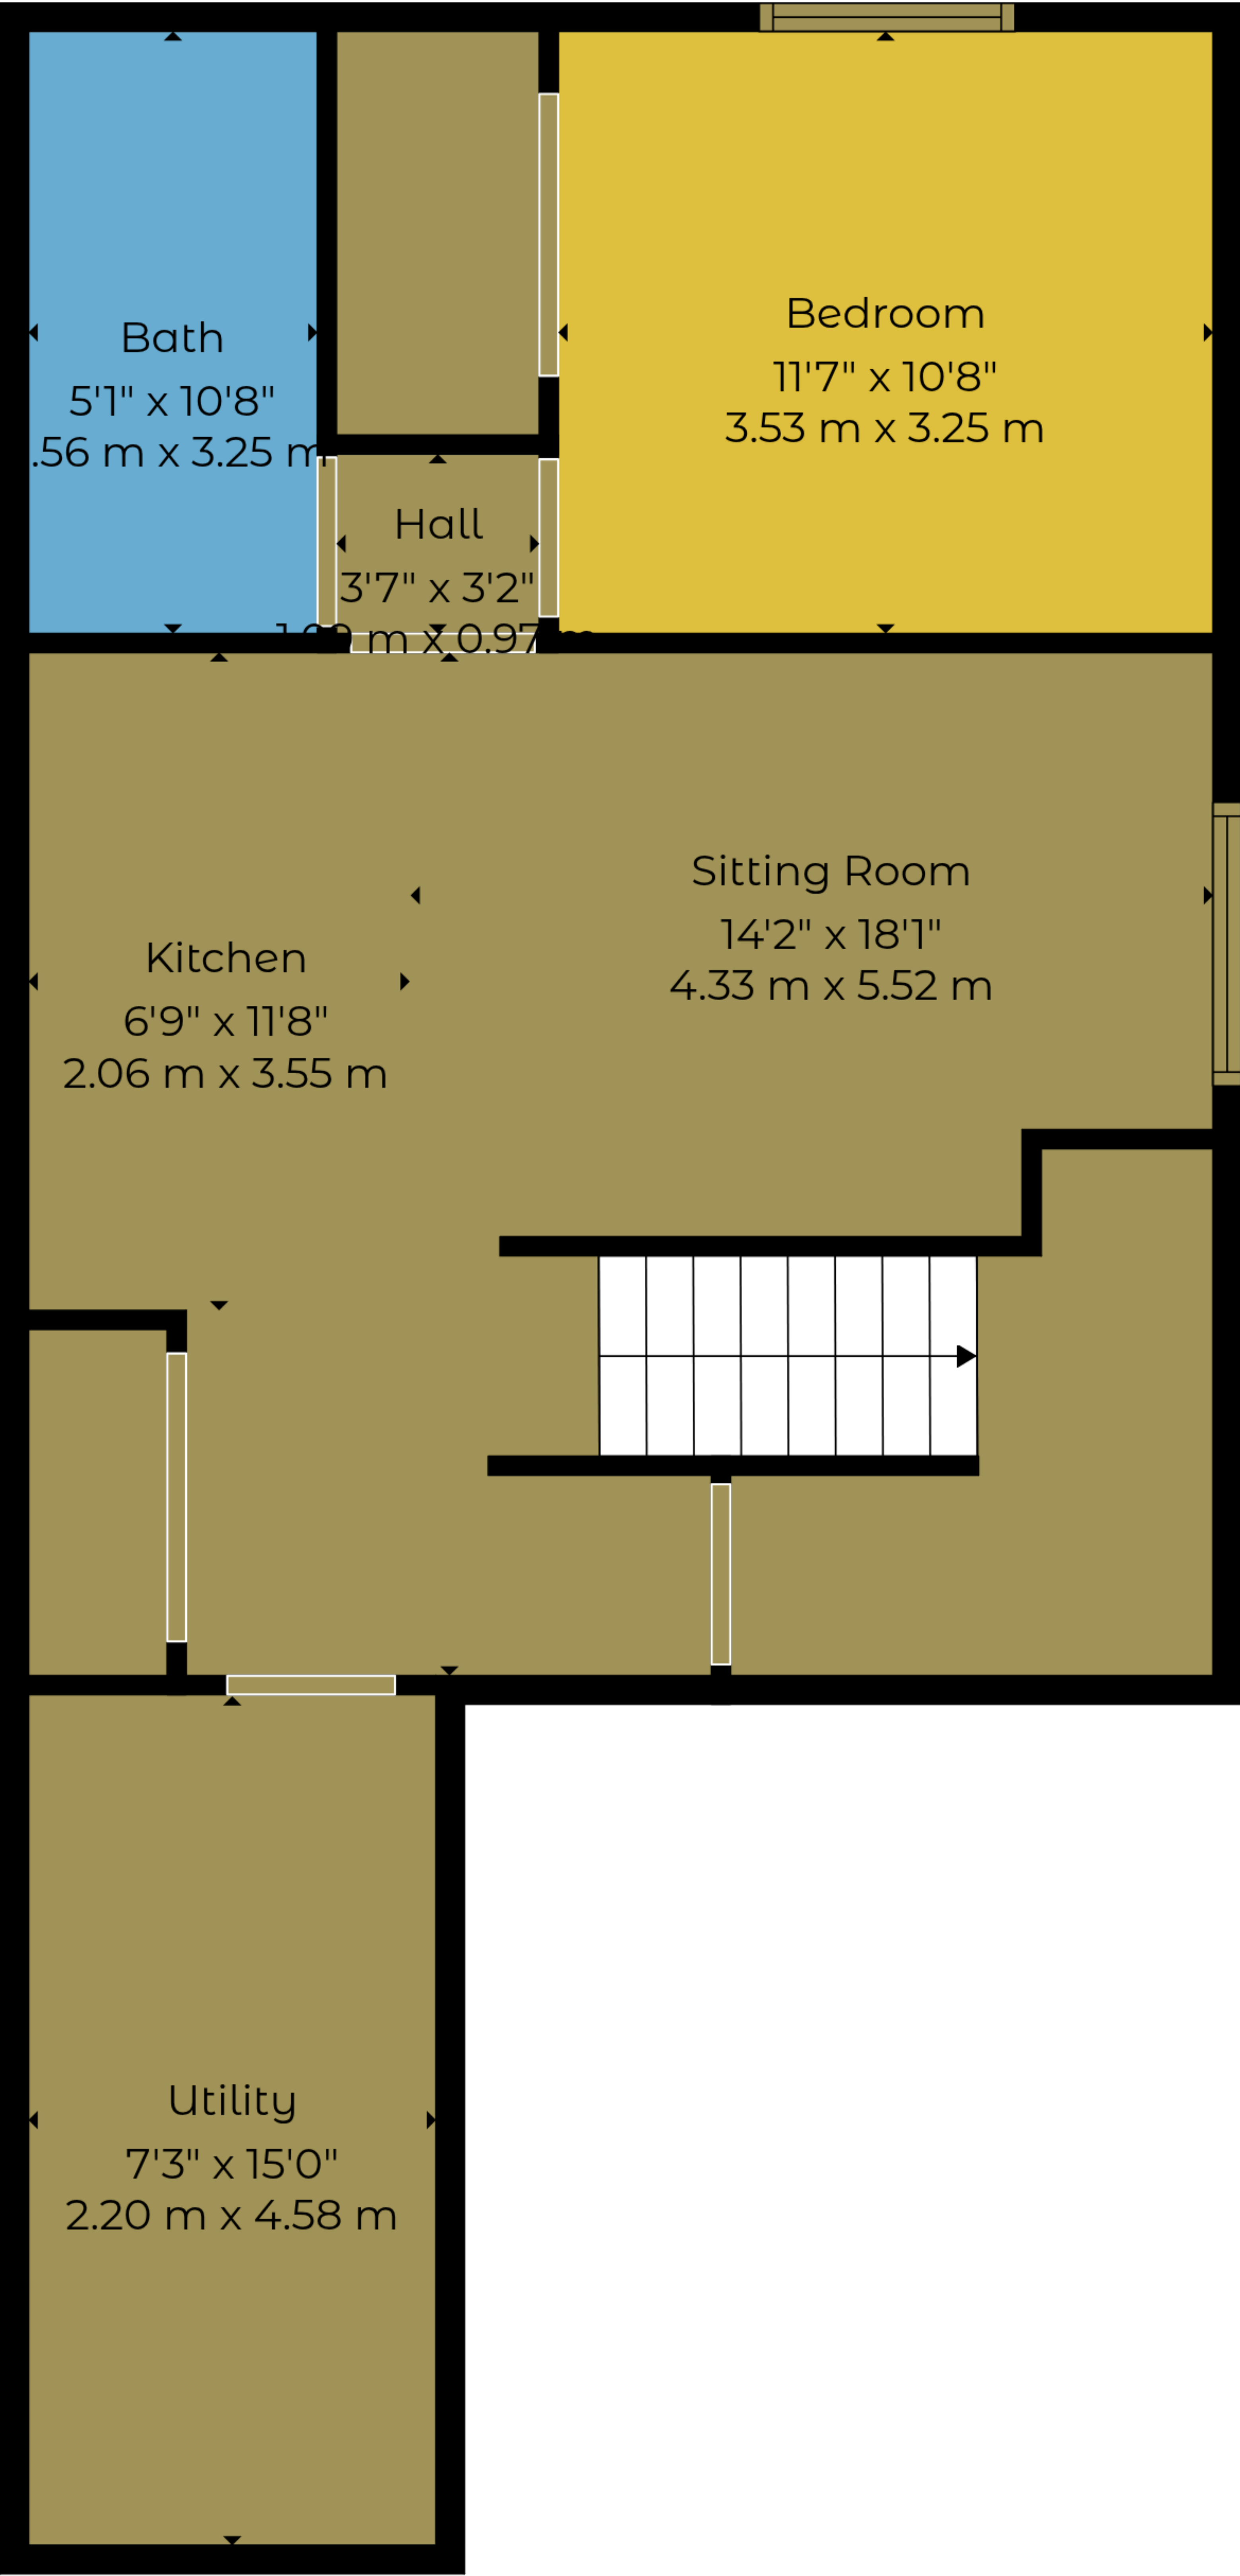 Bedroom
11'7" x 10'8"
3.53 m x 3.25 m
Bath
5'1" x 10'8"
.56 m x 3.25 m
Hall
3'7" x 3'2"
m x 0.97
Sitting Room
14'2" x 18'1"
4.33 m x 5.52 m
Kitchen
6'9" x 11'8"
2.06 m x 3.55 m
Utility
7'3" x 15'0"
2.20 m x 4.58 m